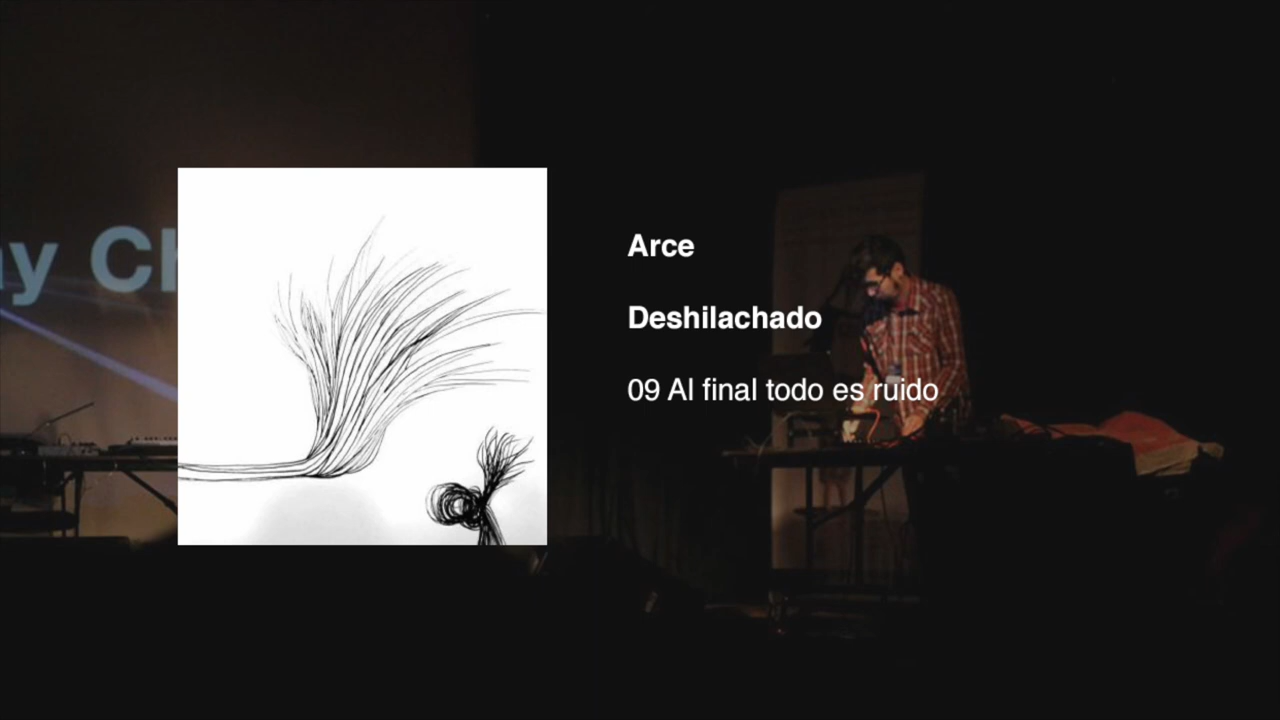 Arce
Deshilachado
09 Al final todo es ruido